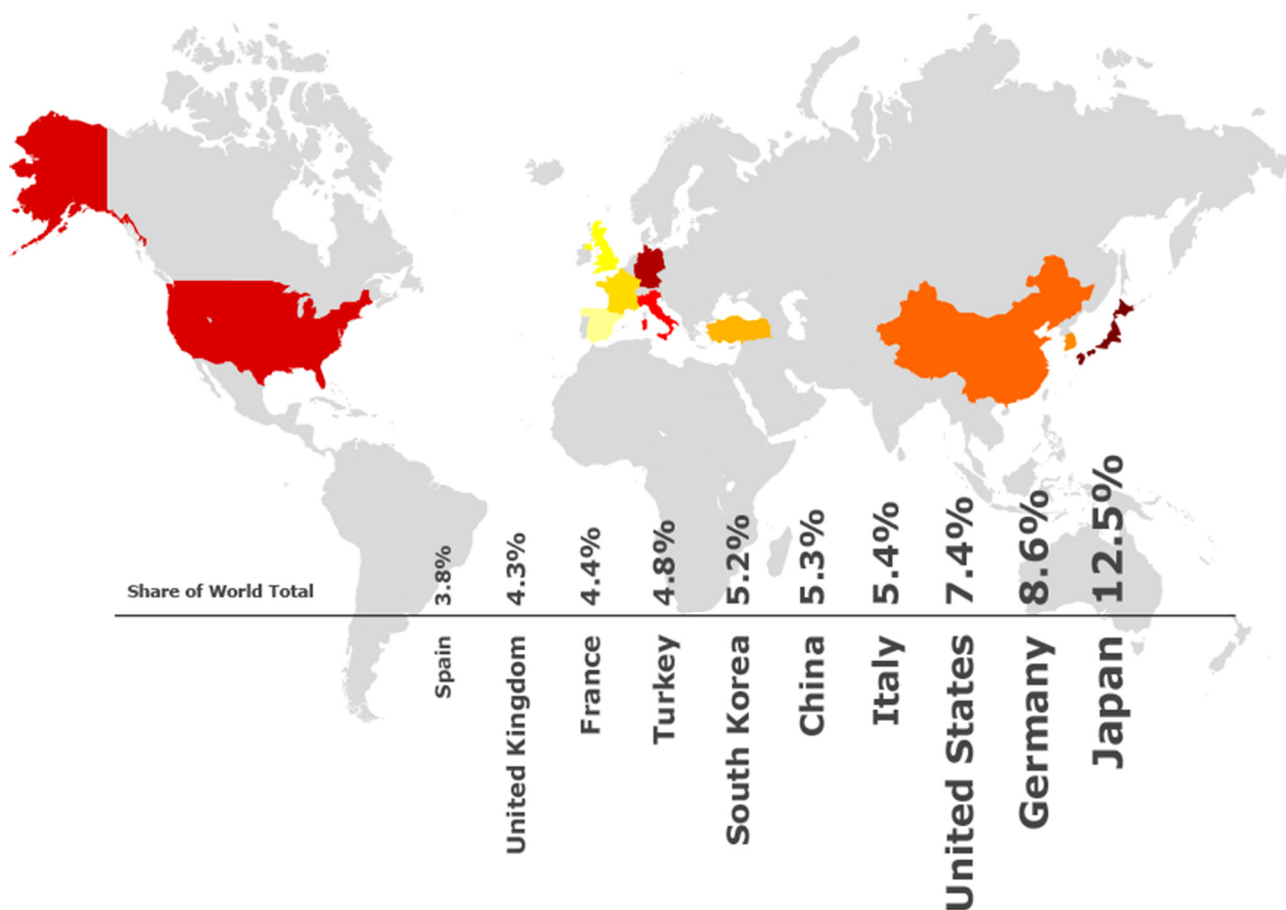 Share of World Total
3.8%
4.3%
4.4%
4.8%
5.2%
5.3%
5.4%
7.4%
8.6%
12.5%
Spain
United Kingdom
France
Turkey
South Korea
China
Italy
United States
Germany
Japan